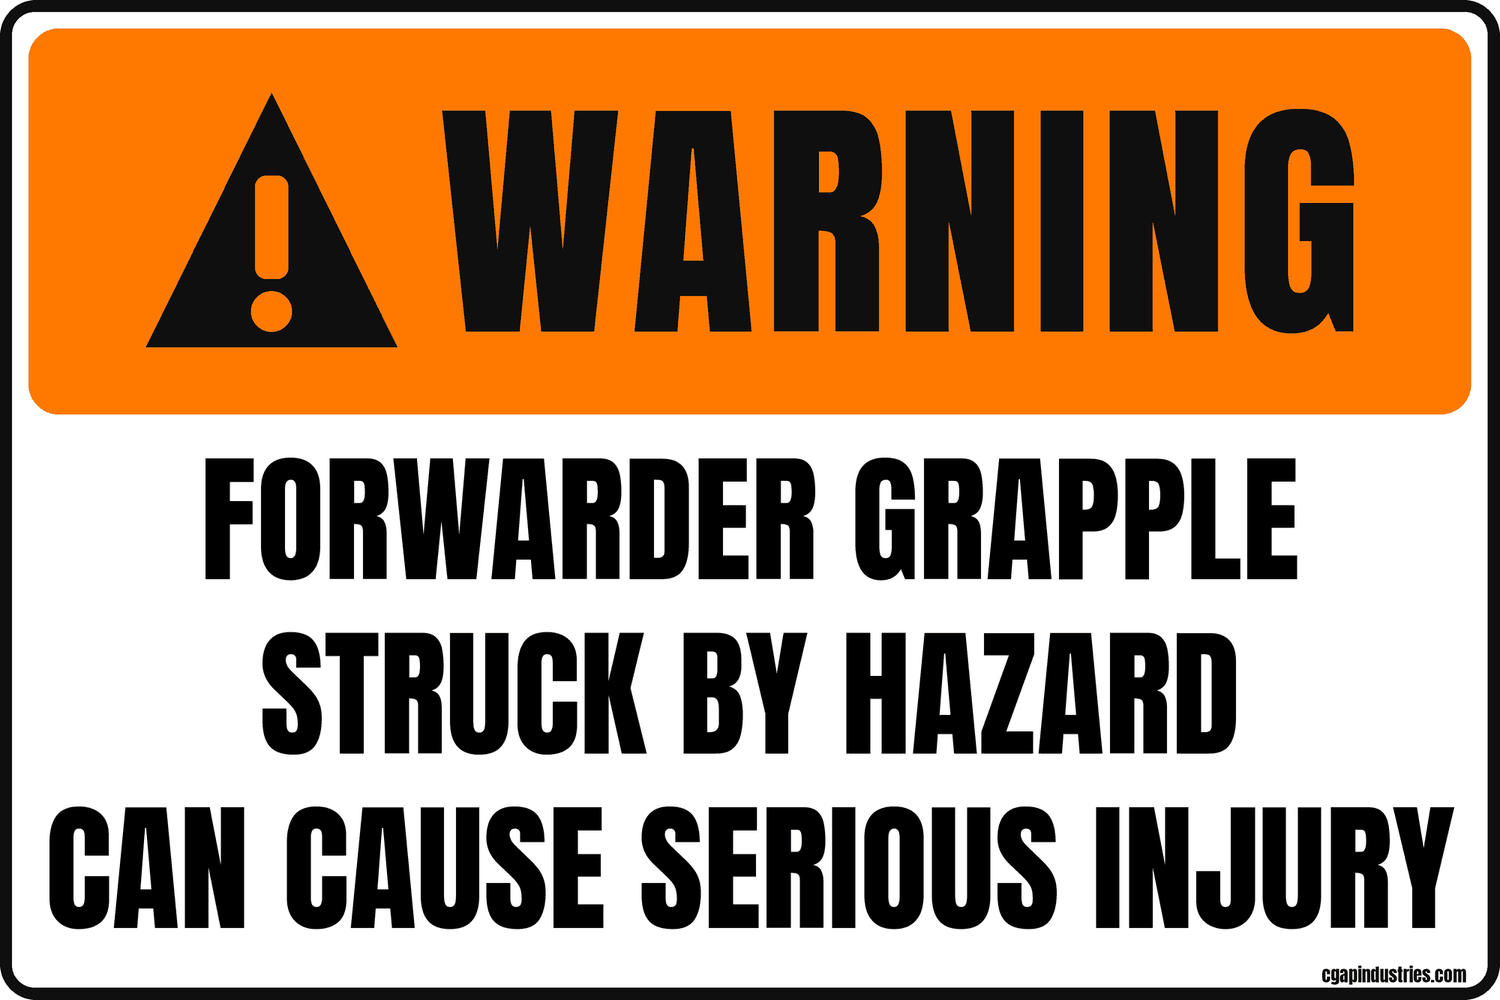 WARNING
FORWARDER GRAPPLE
STRUCK BY HAZARD
CAN CAUSE SERIOUS INJURY
cgapindustries.com